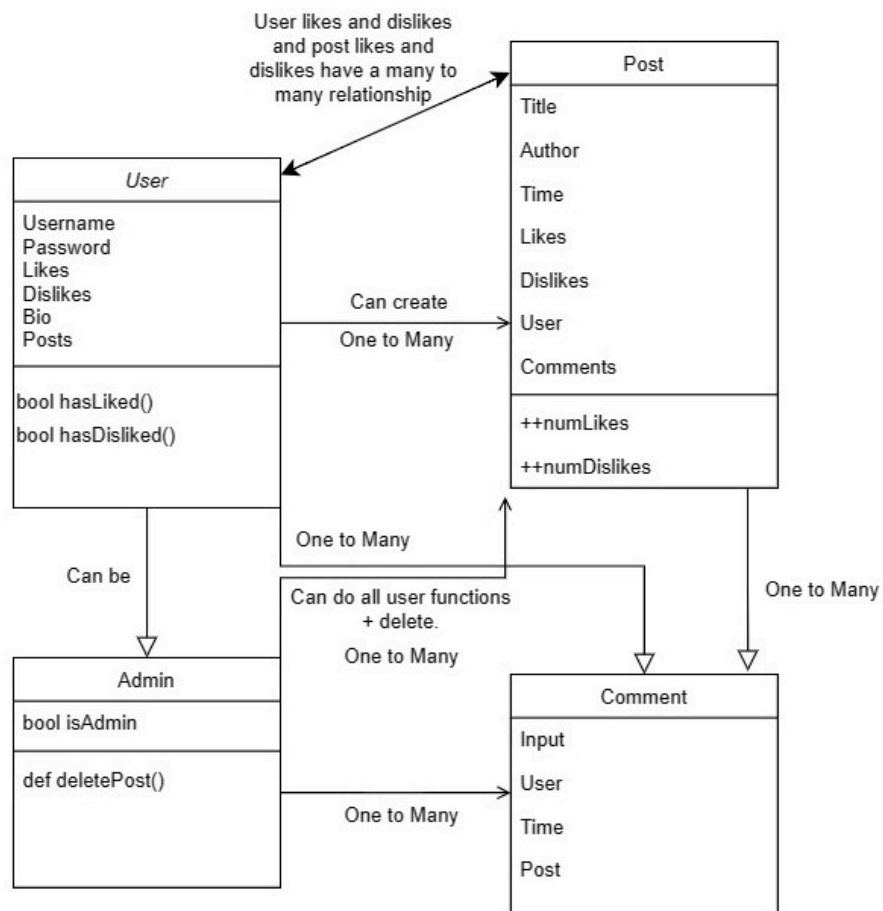 User likes and dislikes
and post likes and
dislikes have a many to
many relationship
Post
Title
Author
Time
Likes
Dislikes
User
Comments
++numLikes
++numDislikes
User
Username
Password
Likes
Dislikes
Bio
Posts
bool hasLiked()
bool hasDisliked()
Can create
One to Many
One to Many
Can be
Can do all user functions
+ delete.
One to Many
One to Many
Admin
bool isAdmin
def deletePost()
One to Many
Comment
Input
User
Time
Post